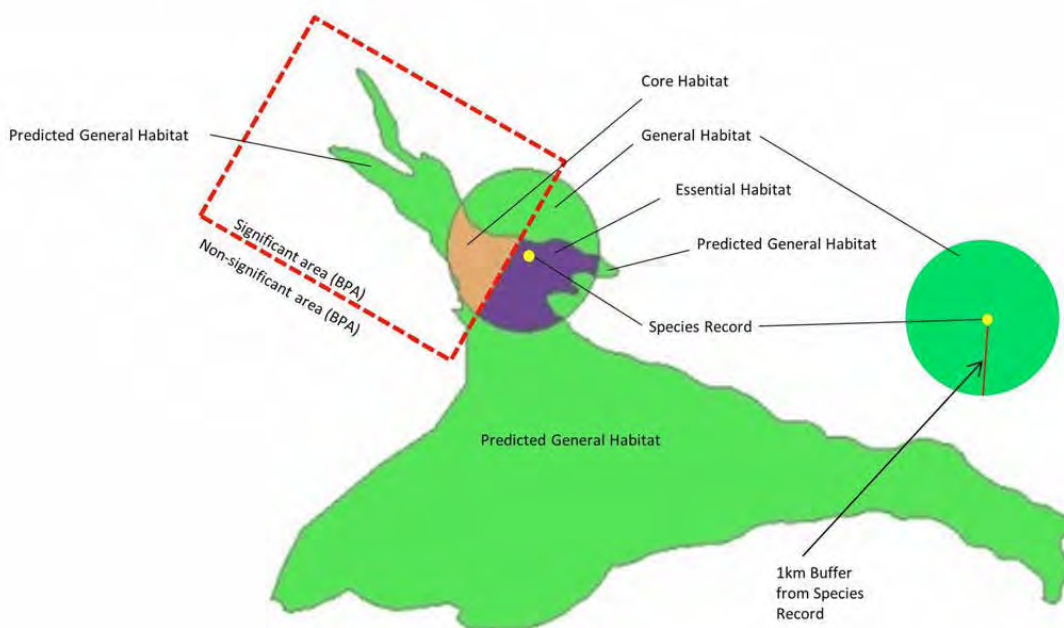 Core Habitat
Predicted General Habitat
General Habitat
Essential Habitat
Predicted General Habitat
Significant area (BPA)
Non-significant area (BPA)
Species Record
Predicted General Habitat
1km Buffer
from Species
Record